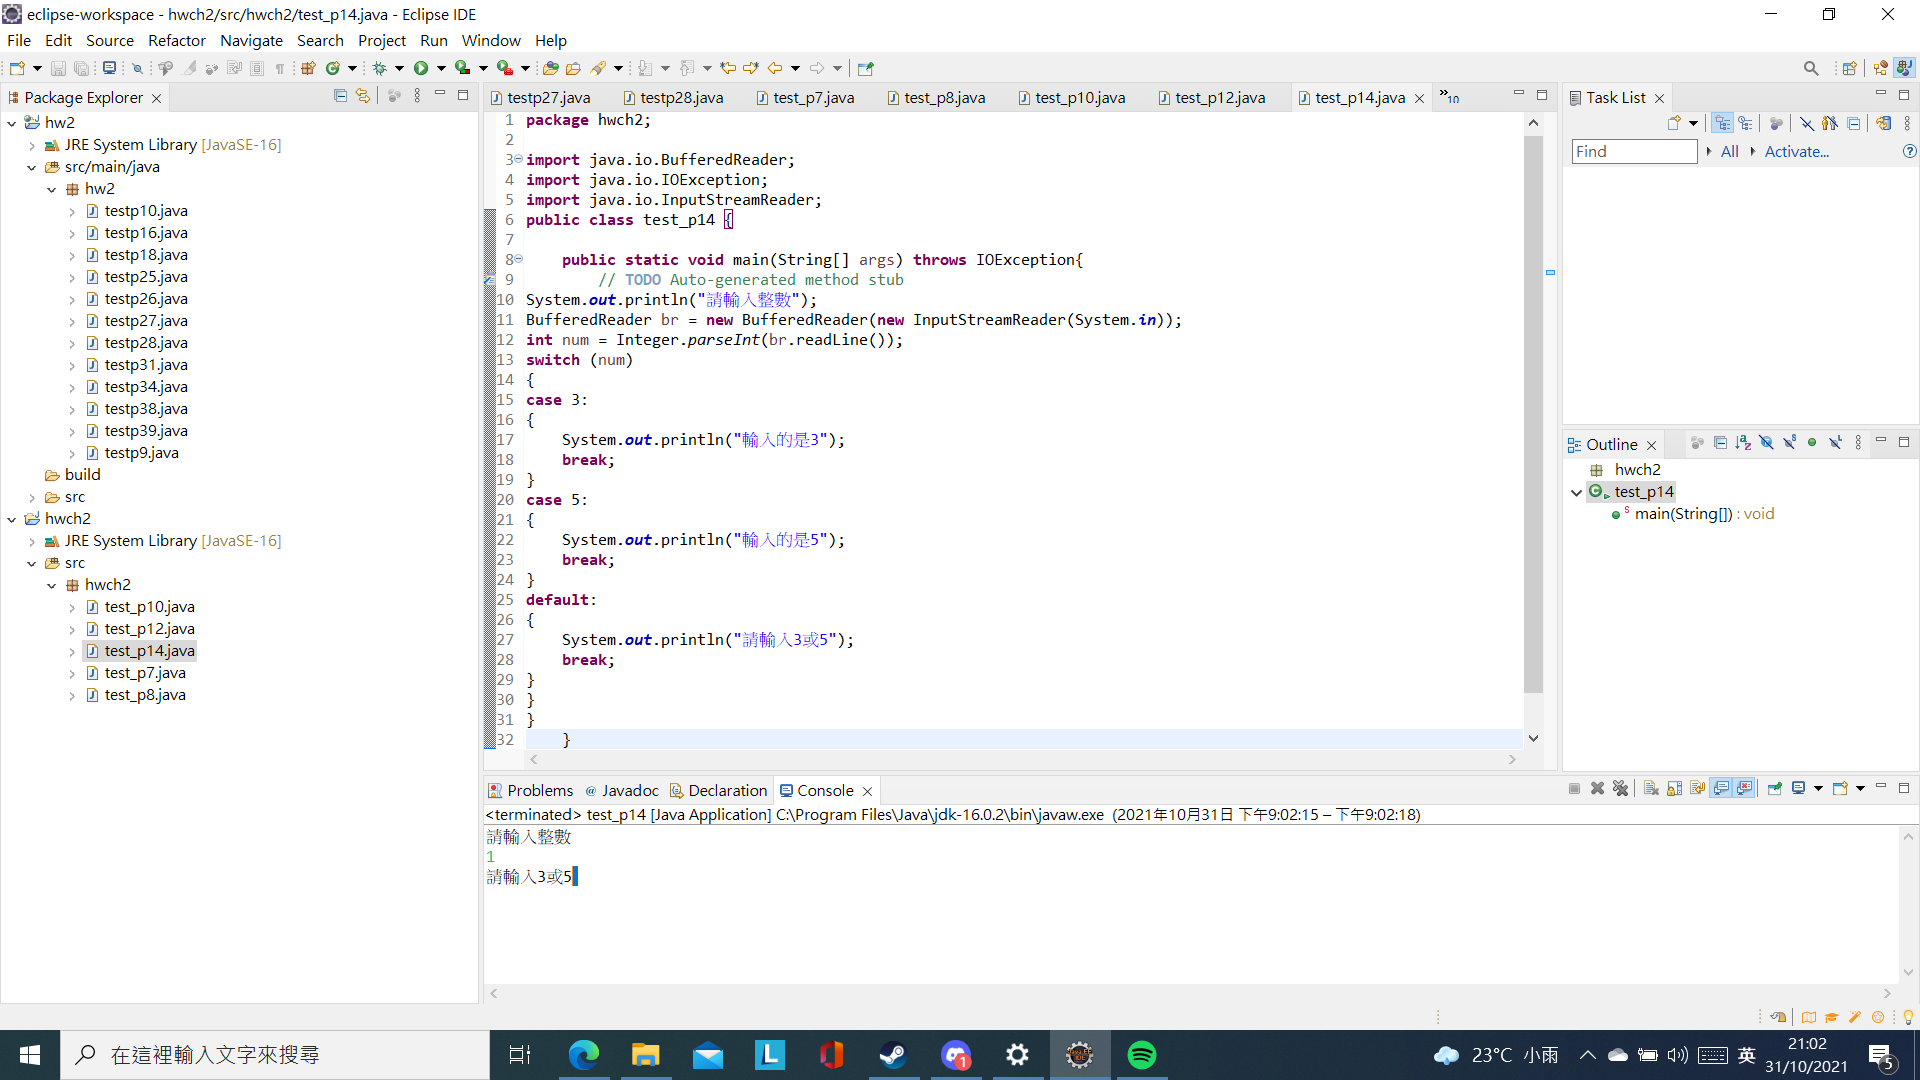 eclipse-workspace - hwch2/src/hwch2/test_p14.java - Eclipse IDE
File Edit Source Refactor Navigate Search Project Run Window Help
Package Explorer
hw2
JRE System Library [JavaSE-16]
src/main/java
hw2
testp10.java
testp16.java
testp18.java
testp25.java
testp26.java
testp27.java
testp28.java
testp31.java
testp34.java
testp38.java
testp39.java
testp9.java
build
src
hwch2
JRE System Library [JavaSE-16]
src
hwch2
test_p10.java
test_p12.java
test_p14.java
test_p7.java
test_p8.java
testp27.java testp28.java test_p7.java test_p8.java test_p10.java test_p12.java test_p14.java »10
1 package hwch2;
2
3 import java.io.BufferedReader;
4 import java.io.IOException;
5 import java.io.InputStreamReader;
6 public class test_p14 {
7
8 public static void main(String[] args) throws IOException{
9 // TODO Auto-generated method stub
10 System.out.println("請輸入整數");
11 BufferedReader br = new BufferedReader(new InputStreamReader(System.in));
12 int num = Integer.parseInt(br.readLine());
13 switch (num)
14 {
15 case 3:
16 {
17 System.out.println("輸入的是3");
18 break;
19 }
20 case 5:
21 {
22 System.out.println("輸入的是5");
23 break;
24 }
25 default:
26 {
27 System.out.println("請輸入3或5");
28 break;
29 }
30 }
31 }
32 }
Task List
Find All Activate...
Outline
hwch2
test_p14
main(String[]) : void
Problems Javadoc Declaration Console
<terminated> test_p14 [Java Application] C:\Program Files\Java\jdk-16.0.2\bin\javaw.exe (2021年10月31日 下午9:02:15 – 下午9:02:18)
請輸入整數
1
請輸入3或5
在這裡輸入文字來搜尋
1
23°C 小雨
英
21:02
31/10/2021
5